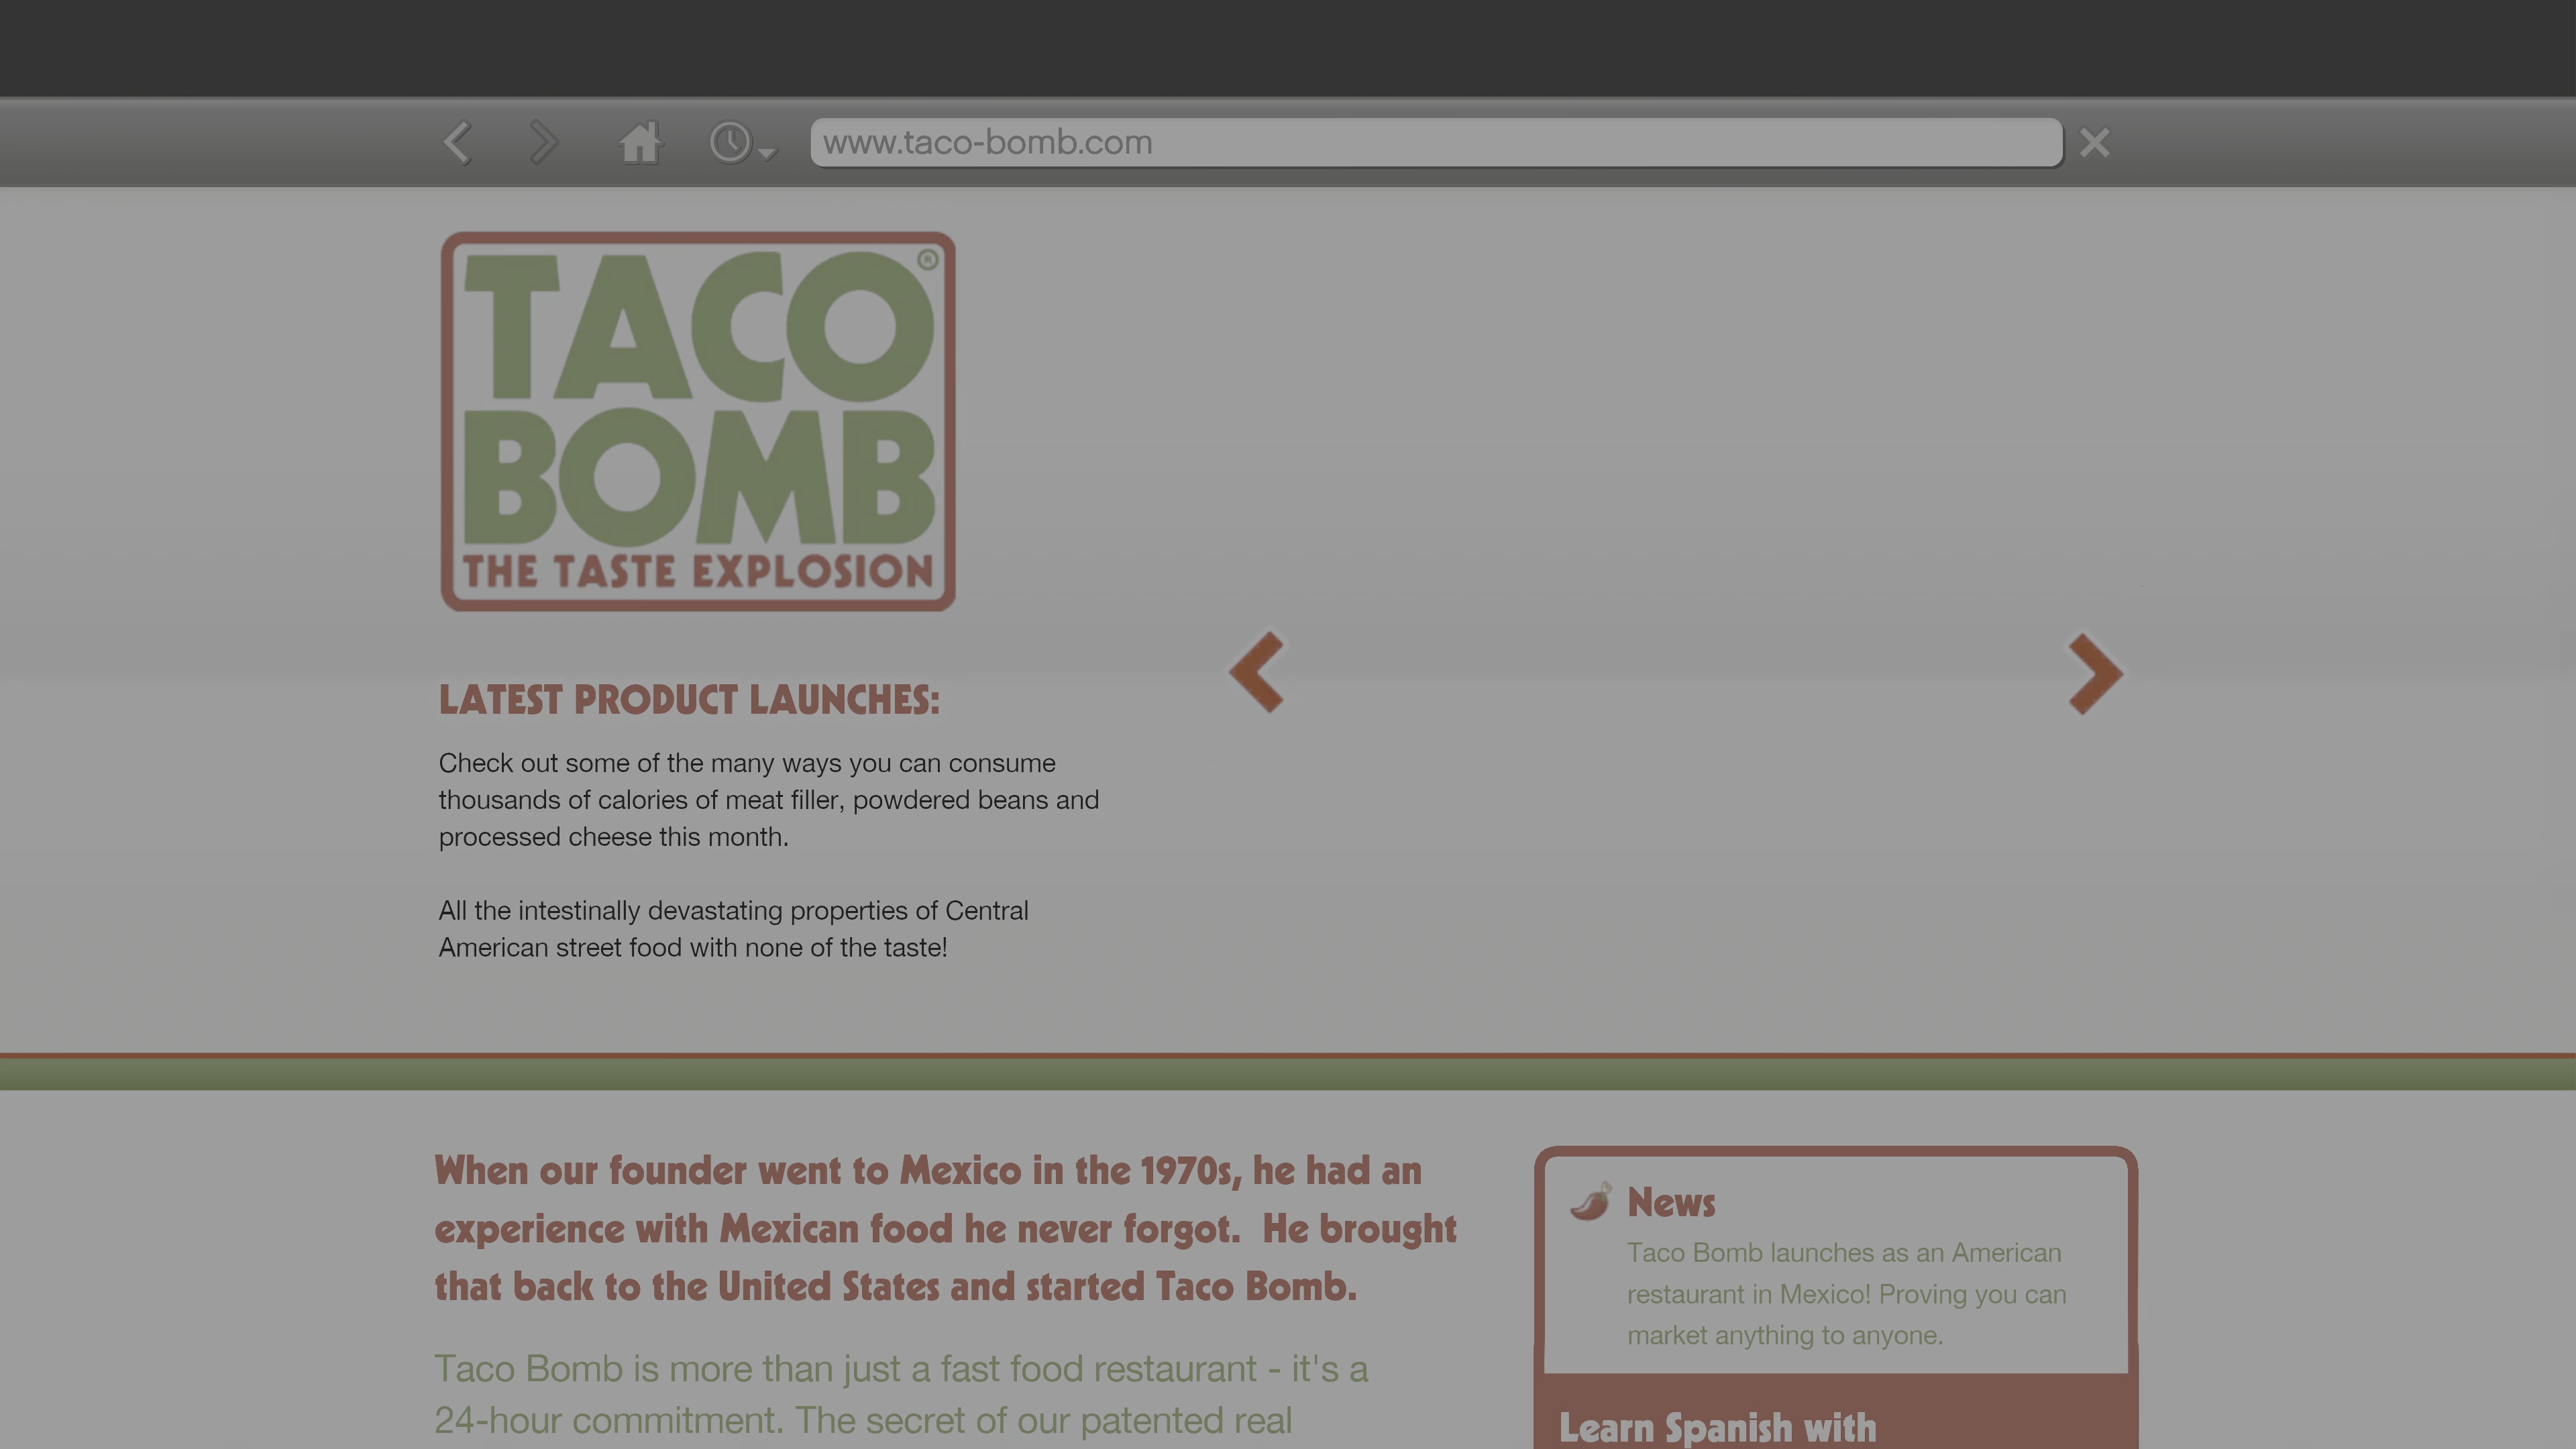 www.taco-bomb.com
TACO
BOMB
®
THE TASTE EXPLOSION
LATEST PRODUCT LAUNCHES:
Check out some of the many ways you can consume
thousands of calories of meat filler, powdered beans and
processed cheese this month.
All the intestinally devastating properties of Central
American street food with none of the taste!
When our founder went to Mexico in the 1970s, he had an
experience with Mexican food he never forgot.  He brought
that back to the United States and started Taco Bomb.
Taco Bomb is more than just a fast food restaurant - it's a
24-hour commitment. The secret of our patented real
News
Taco Bomb launches as an American
restaurant in Mexico! Proving you can
market anything to anyone.
Learn Spanish with